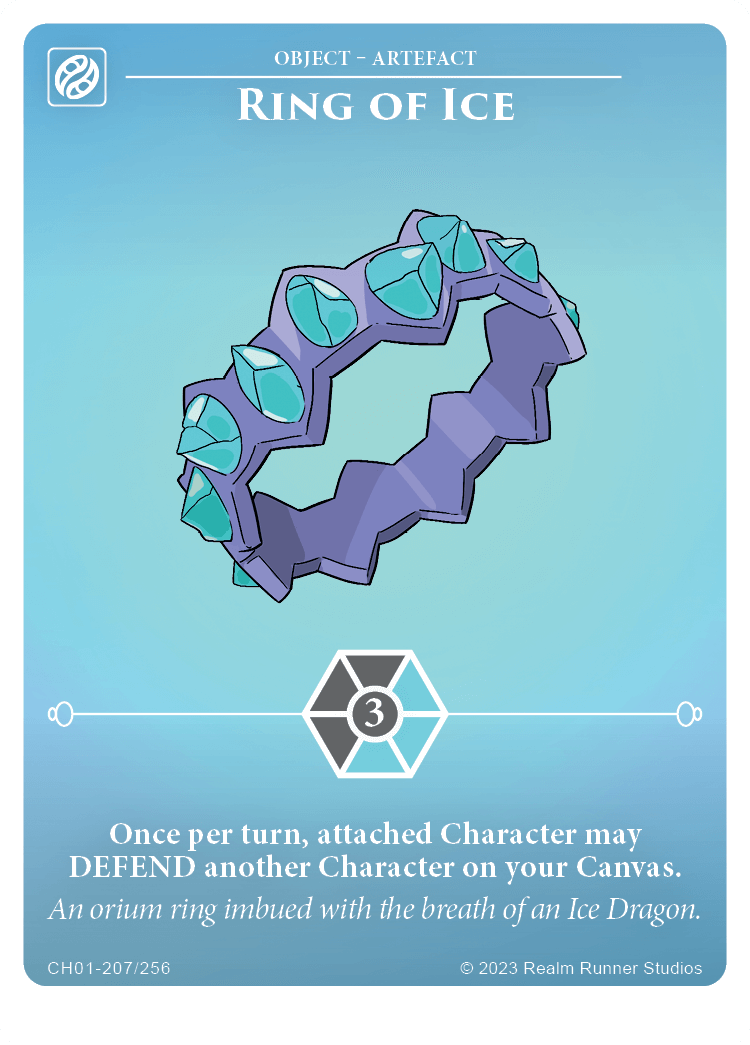 OBJECT – ARTEFACT
RING OF ICE
3
Once per turn, attached Character may
DEFEND another Character on your Canvas.
An orium ring imbued with the breath of an Ice Dragon.
CH01-207/256
© 2023 Realm Runner Studios